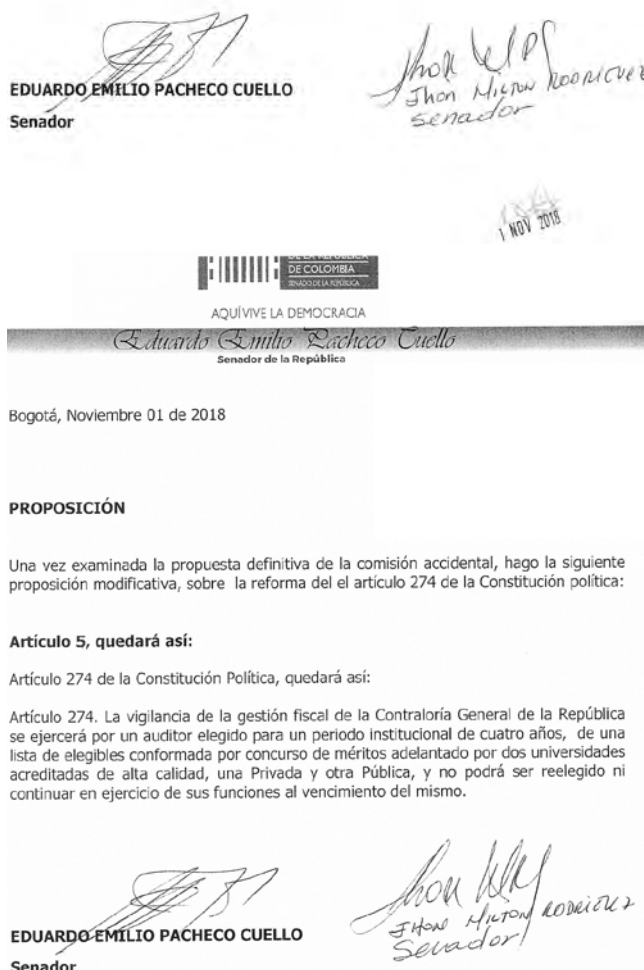 EDUARDO EMILIO PACHECO CUELLO
Senador
Jhon Milton Rodriguez
Senador
1 NOV 2018
DE LA REPÚBLICA
DE COLOMBIA
SENADO DE LA REPÚBLICA
AQUÍ VIVE LA DEMOCRACIA
Eduardo Emilio Pacheco Cuello
Senador de la República
Bogotá, Noviembre 01 de 2018
PROPOSICIÓN
Una vez examinada la propuesta definitiva de la comisión accidental, hago la siguiente
proposición modificativa, sobre la reforma del el artículo 274 de la Constitución política:
Artículo 5, quedará así:
Artículo 274 de la Constitución Política, quedará así:
Artículo 274. La vigilancia de la gestión fiscal de la Contraloría General de la República
se ejercerá por un auditor elegido para un periodo institucional de cuatro años, de una
lista de elegibles conformada por concurso de méritos adelantado por dos universidades
acreditadas de alta calidad, una Privada y otra Pública, y no podrá ser reelegido ni
continuar en ejercicio de sus funciones al vencimiento del mismo.
EDUARDO EMILIO PACHECO CUELLO
Senador
Jhon Milton Rodriguez
Senador